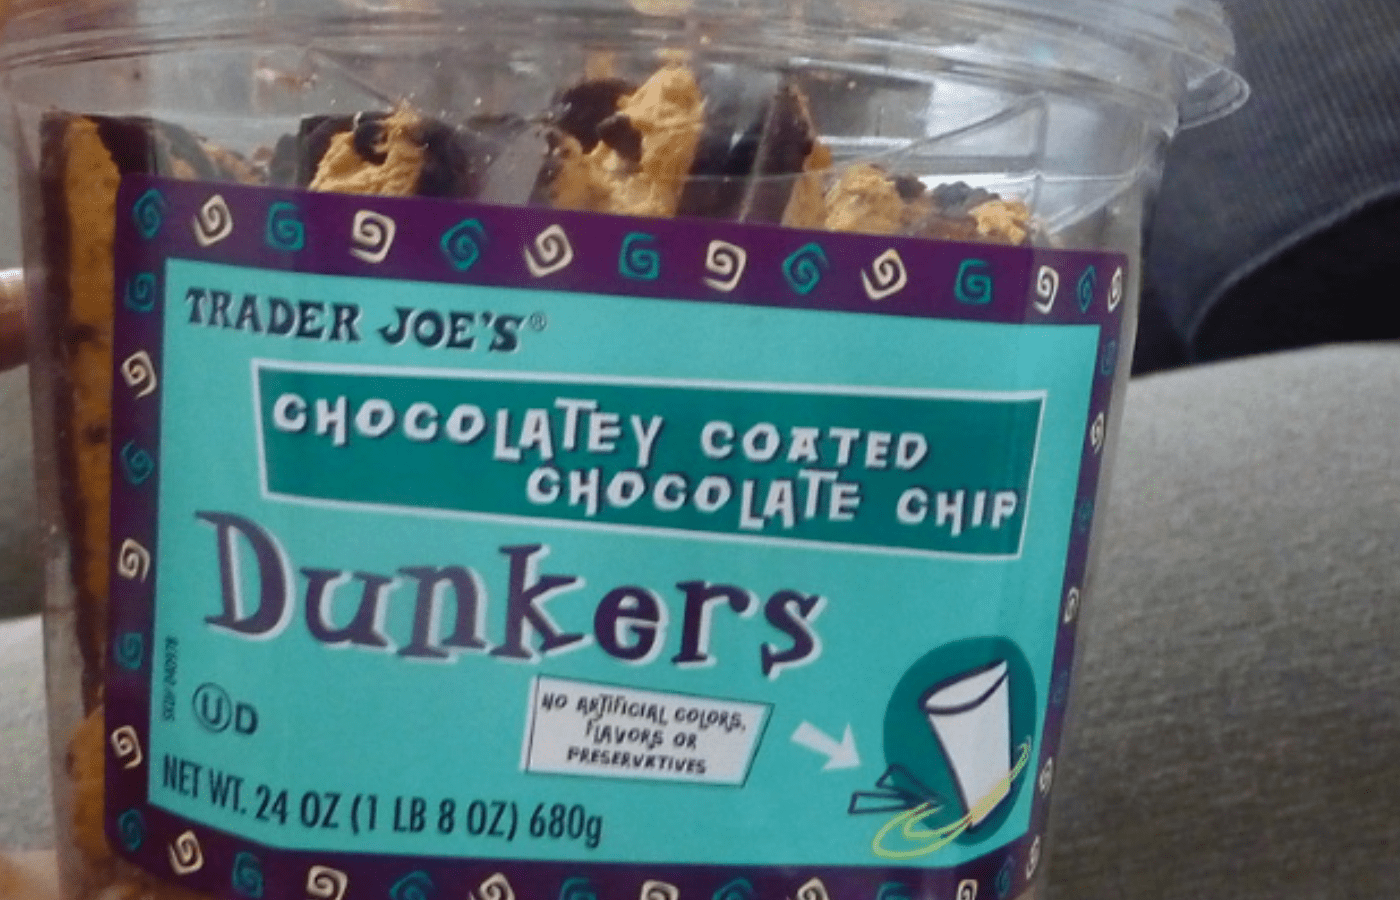 TRADER JOE'S®
CHOCOLATEY COATED
CHOCOLATE CHIP
Dunkers
NO ARTIFICIAL COLORS,
FLAVORS OR
PRESERVATIVES
UD
NET WT. 24 OZ (1 LB 8 OZ) 680g